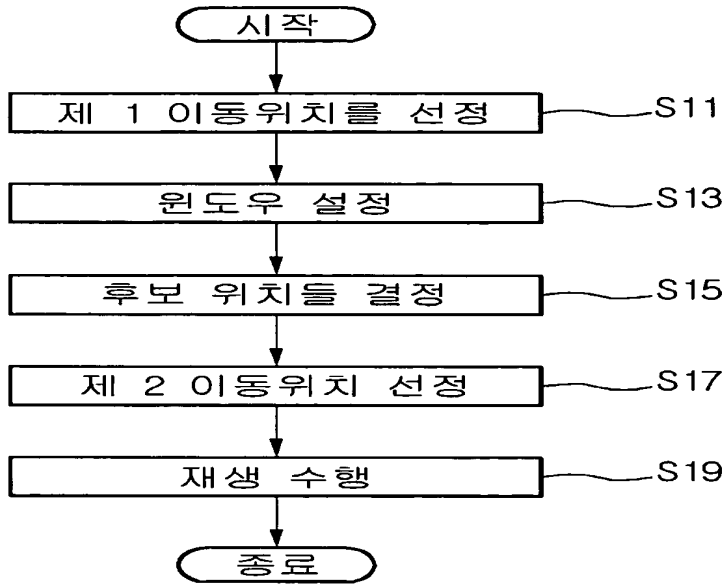 시작
제 1 이동위치를 선정 S11
윈도우 설정 S13
후보 위치들 결정 S15
제 2 이동위치 선정 S17
재생 수행 S19
종료